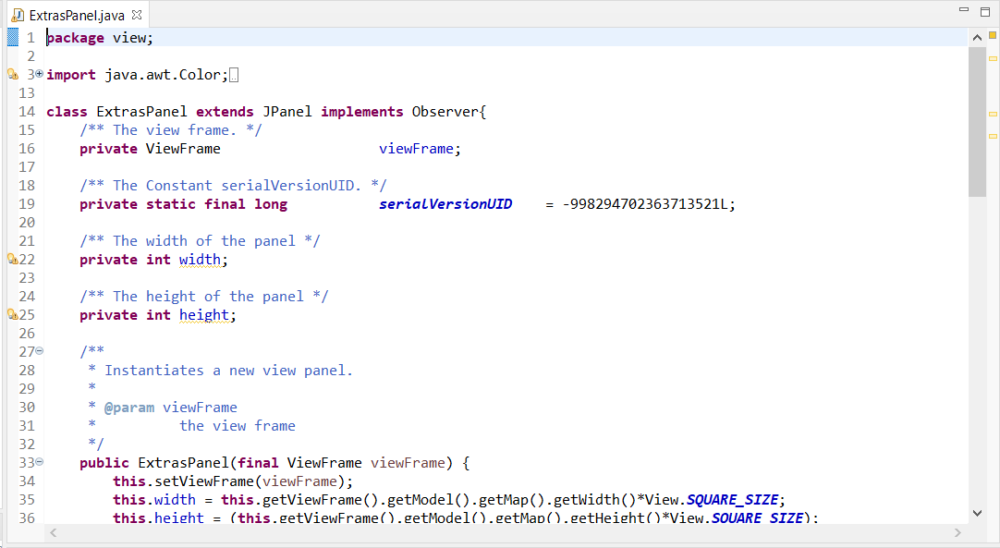 ExtrasPanel.java
1 package view;
2
3 import java.awt.Color;
13
14 class ExtrasPanel extends JPanel implements Observer{
15 /** The view frame. */
16 private ViewFrame viewFrame;
17
18 /** The Constant serialVersionUID. */
19 private static final long serialVersionUID = -998294702363713521L;
20
21 /** The width of the panel */
22 private int width;
23
24 /** The height of the panel */
25 private int height;
26
27 /**
28 * Instantiates a new view panel.
29 *
30 * @param viewFrame
31 * the view frame
32 */
33 public ExtrasPanel(final ViewFrame viewFrame) {
34 this.setViewFrame(viewFrame);
35 this.width = this.getViewFrame().getModel().getMap().getWidth()*View.SQUARE_SIZE;
36 this.height = (this.getViewFrame().getModel().getMap().getHeight()*View.SQUARE_SIZE);